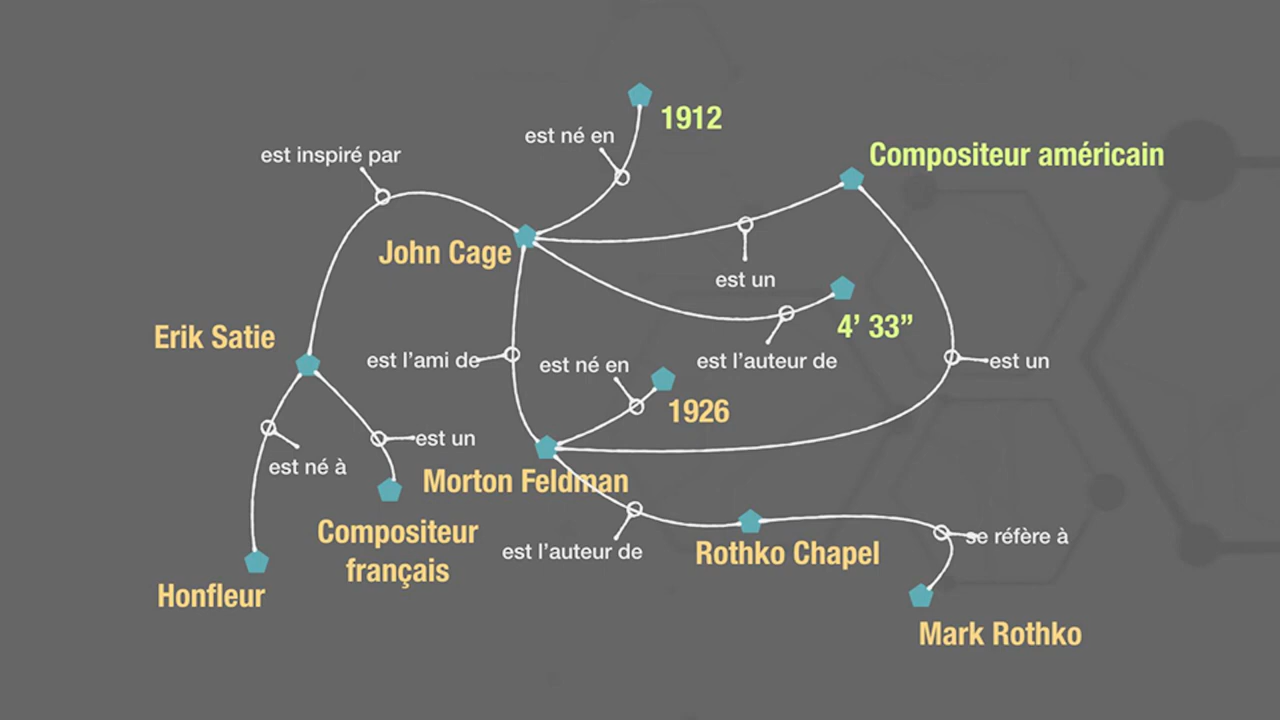 1912
est né en
est inspiré par
Compositeur américain
John Cage
est un
4’ 33”
Erik Satie
est l’ami de
est né en
est l’auteur de
est un
1926
est un
est né à
Morton Feldman
Compositeur
français
est l’auteur de
Rothko Chapel
se réfère à
Honfleur
Mark Rothko